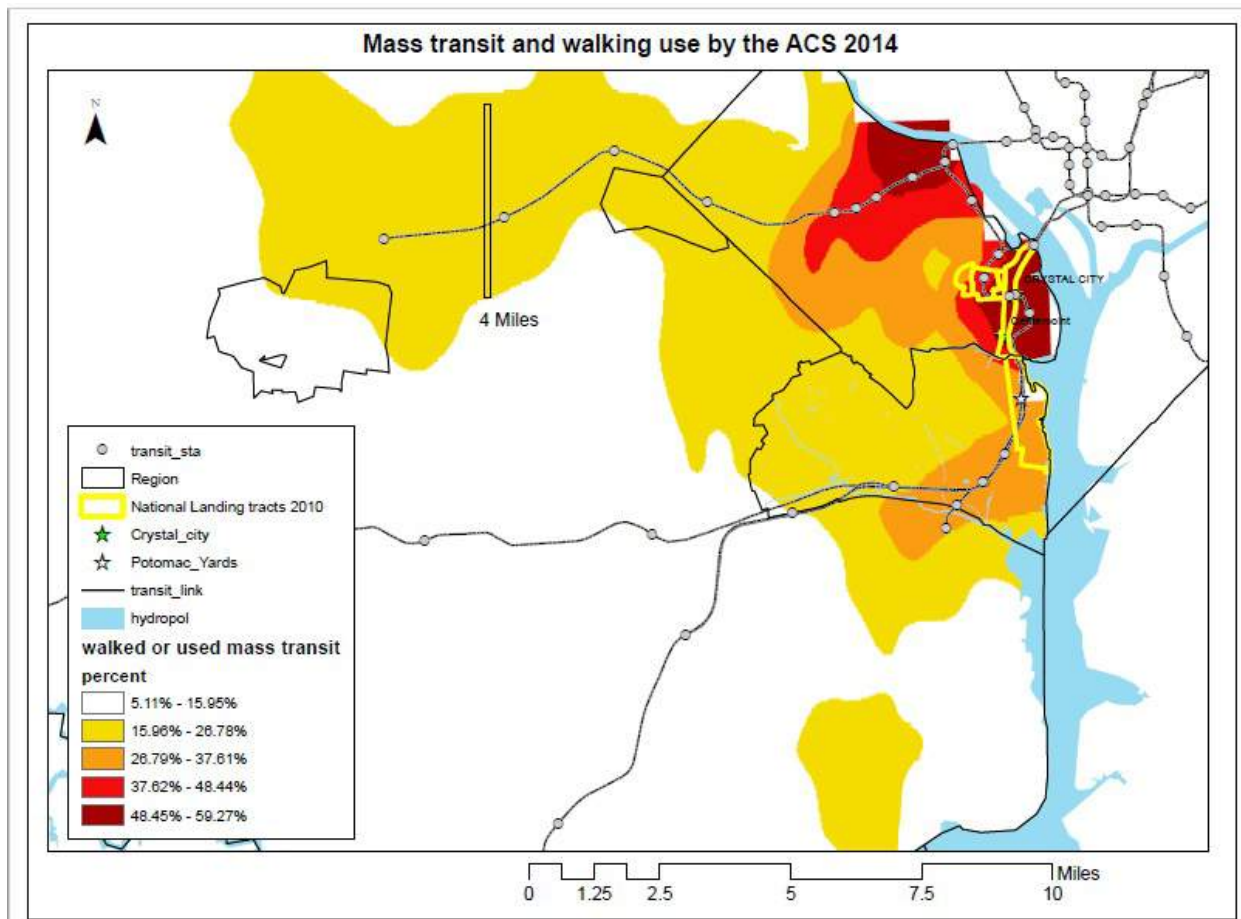 Mass transit and walking use by the ACS 2014
N
CRYSTAL CITY
4 Miles
transit_sta
Region
National Landing tracts 2010
Crystal_city
Potomac_Yards
transit_link
hydropol
walked or used mass transit
percent
5.11% - 15.95%
15.96% - 26.78%
26.79% - 37.61%
37.62% - 48.44%
48.45% - 59.27%
Miles
0 1.25 2.5 5 7.5 10